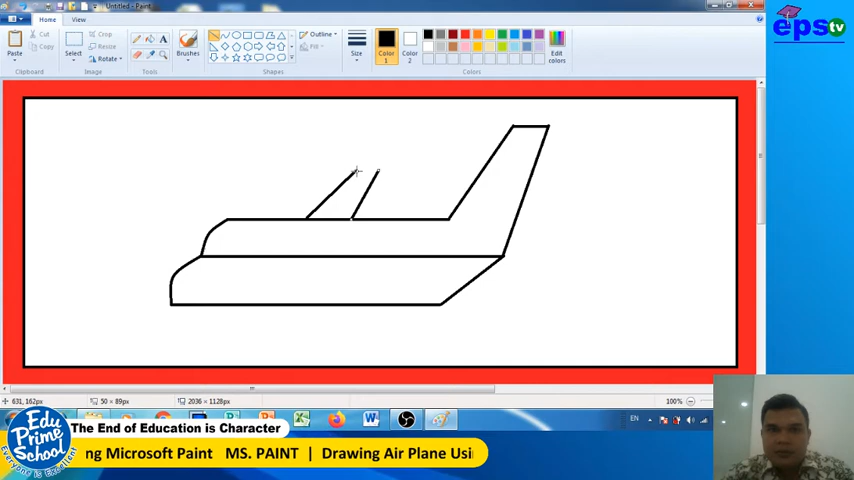 Untitled - Paint
Home View
Paste
Cut
Copy
Select
Crop
Resize
Rotate
Brushes
Outline
Fill
Size
Color 1
Color 2
Edit colors
Clipboard Image Tools Shapes Colors
eps tv
631, 162px 50 × 89px 2036 × 1128px 100%
EN
Edu Prime School
Everyone is Excellent
The End of Education is Character
ng Microsoft Paint MS. PAINT | Drawing Air Plane Usi